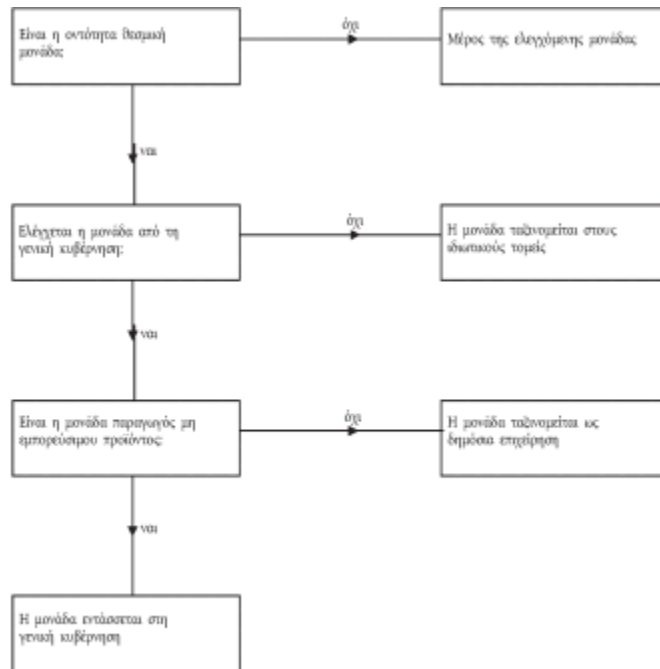 Είναι η οντότητα θεσμική
μονάδα;
όχι
Μέρος της ελεγχόμενης μονάδας
ναι
Ελέγχεται η μονάδα από τη
γενική κυβέρνηση;
όχι
Η μονάδα ταξινομείται στους
ιδιωτικούς τομείς
ναι
Είναι η μονάδα παραγωγός μη
εμπορεύσιμου προϊόντος;
όχι
Η μονάδα ταξινομείται ως
δημόσια επιχείρηση
ναι
Η μονάδα εντάσσεται στη
γενική κυβέρνηση